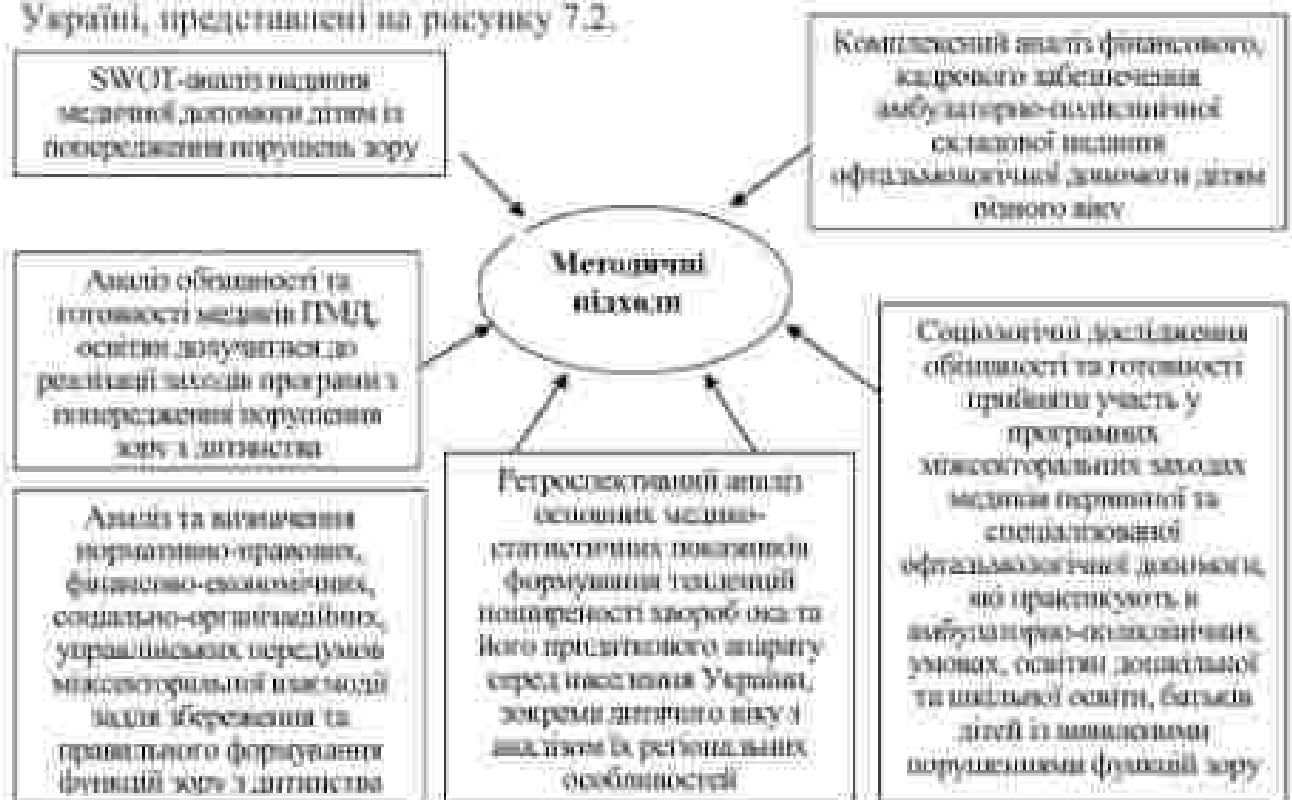 Україні, представлені на рисунку 7.2.
SWOT-аналіз надання
медичної допомоги дітям із
попередження порушень зору
Комплексний аналіз фінансового,
кадрового забезпечення
амбулаторно-поліклінічної
складової надання
офтальмологічної допомоги дітям
різного віку
Методичні
підходи
Аналіз обізнаності та
готовності медиків ПМД,
освітян долучитися до
реалізації заходів програми з
попередження порушення
зору з дитинства
Соціологічні дослідження
обізнаності та готовності
прийняти участь у
програмних
міжсекторальних заходах
медиків первинної та
спеціалізованої
офтальмологічної допомоги,
які практикують в
амбулаторно-поліклінічних
умовах, освітян дошкільної
та шкільної освіти, батьків
дітей із виявленими
порушеннями функцій зору
Аналіз та визначення
нормативно-правових,
фінансово-економічних,
соціально-організаційних,
управлінських передумов
міжсекторальної взаємодії
задля збереження та
правильного формування
функцій зору з дитинства
Ретроспективний аналіз
основних медико-
статистичних показників
формування тенденцій
поширеності хвороб ока та
його придаткового апарату
серед населення України,
зокрема дитячого віку з
аналізом їх регіональних
особливостей